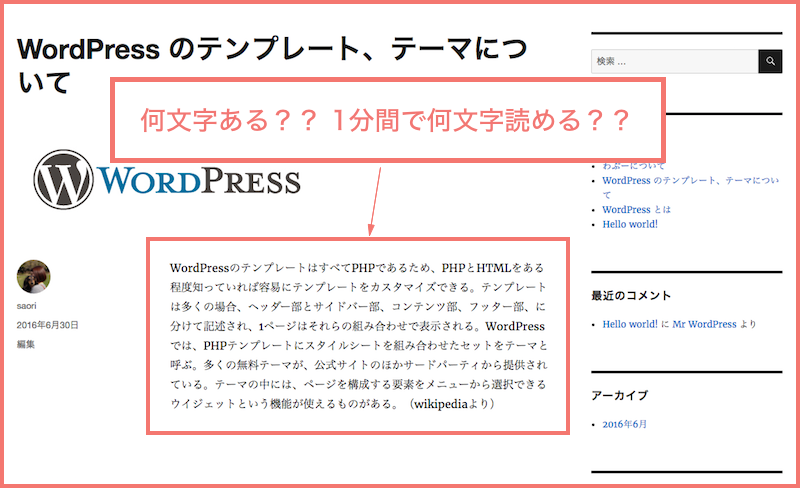 WordPress のテンプレート、テーマにつ
いて
何文字ある？？ 1分間で何文字読める？？
WORDPRESS
saori
2016年6月30日
編集
WordPressのテンプレートはすべてPHPであるため、PHPとHTMLをある
程度知っていれば容易にテンプレートをカスタマイズできる。テンプレート
は多くの場合、ヘッダー部とサイドバー部、コンテンツ部、フッター部、に
分けて記述され、1ページはそれらの組み合わせで表示される。WordPress
では、PHPテンプレートにスタイルシートを組み合わせたセットをテーマと
呼ぶ。多くの無料テーマが、公式サイトのほかサードパーティから提供され
ている。テーマの中には、ページを構成する要素をメニューから選択できる
ウイジェットという機能が使えるものがある。（wikipediaより）
検索 …
わぷーについて
WordPress のテンプレート、テーマについ
て
WordPress とは
Hello world!
最近のコメント
Hello world! に Mr WordPress より
アーカイブ
2016年6月